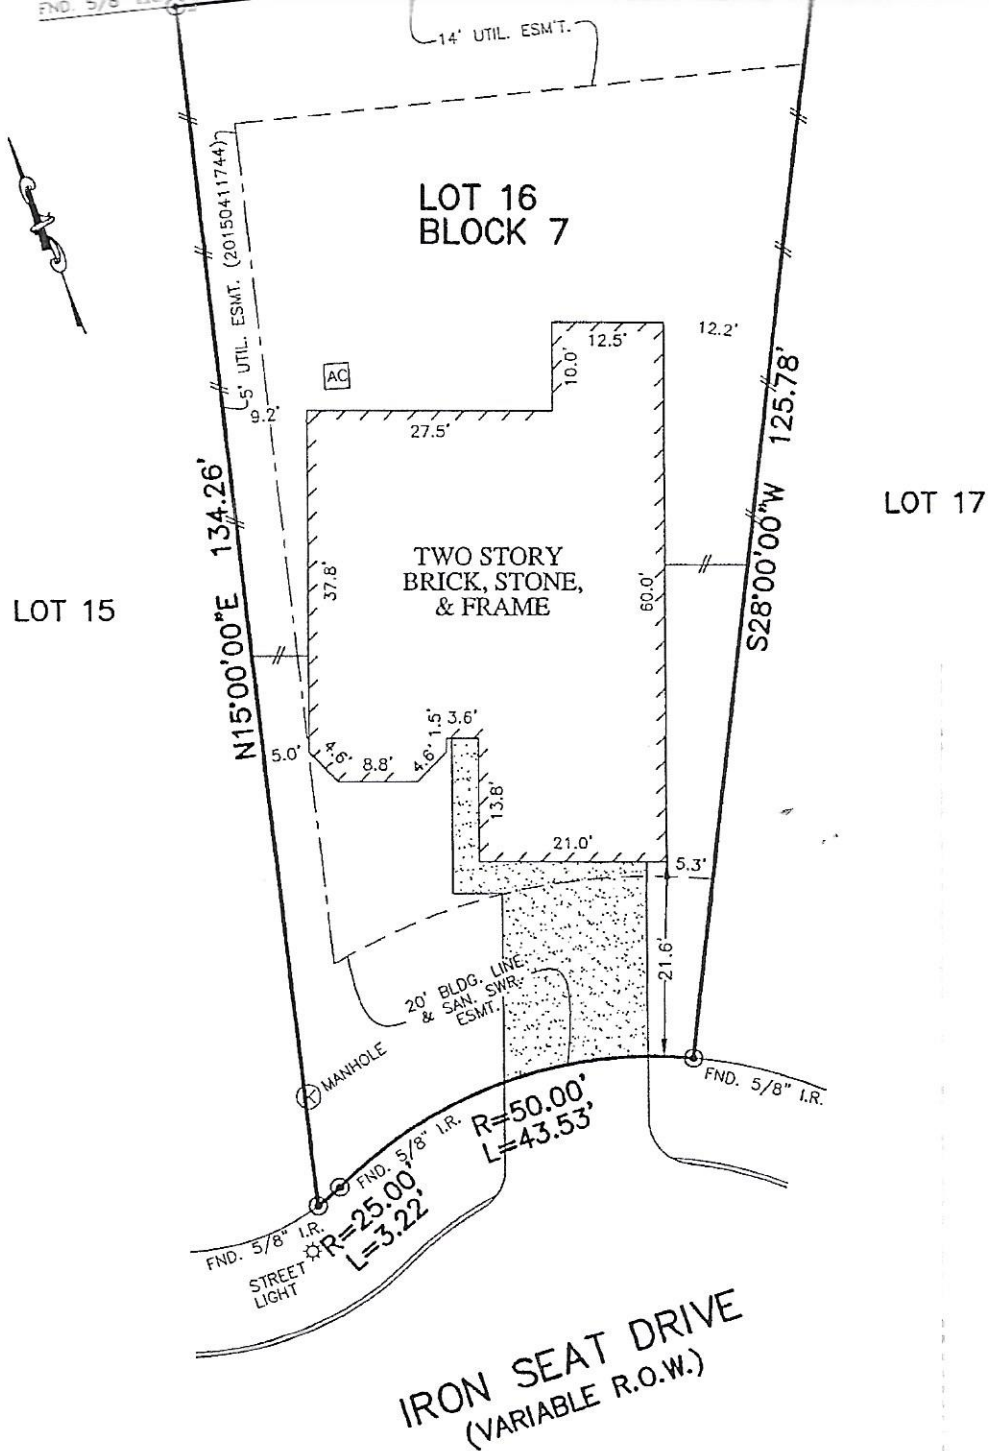 FND. 5/8"
14' UTIL. ESM'T.
5' UTIL. ESMT. (20150411744)
LOT 16
BLOCK 7
12.5'
12.2'
10.0'
AC
9.2'
27.5'
N15°00'00"E 134.26'
S28°00'00"W 125.78'
LOT 17
TWO STORY
BRICK, STONE,
& FRAME
37.8'
60.0'
LOT 15
5.0'
4.6'
8.8'
4.6'
1.5'
3.6'
13.8'
21.0'
5.3'
21.6'
20' BLDG. LINE
& SAN. SWR.
ESMT.
MANHOLE
FND. 5/8" I.R.
R=50.00'
L=43.53'
FND. 5/8" I.R.
R=25.00'
L=3.22'
FND. 5/8" I.R.
STREET
LIGHT
IRON SEAT DRIVE
(VARIABLE R.O.W.)